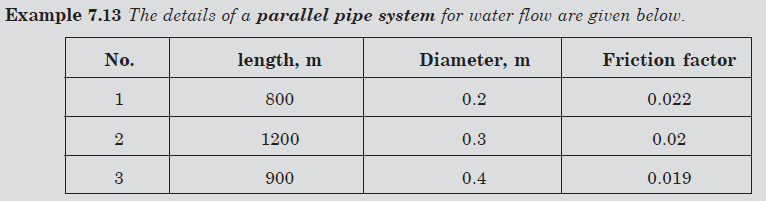 Example 7.13 The details of a parallel pipe system for water flow are given below.
No. length, m Diameter, m Friction factor
1 800 0.2 0.022
2 1200 0.3 0.02
3 900 0.4 0.019